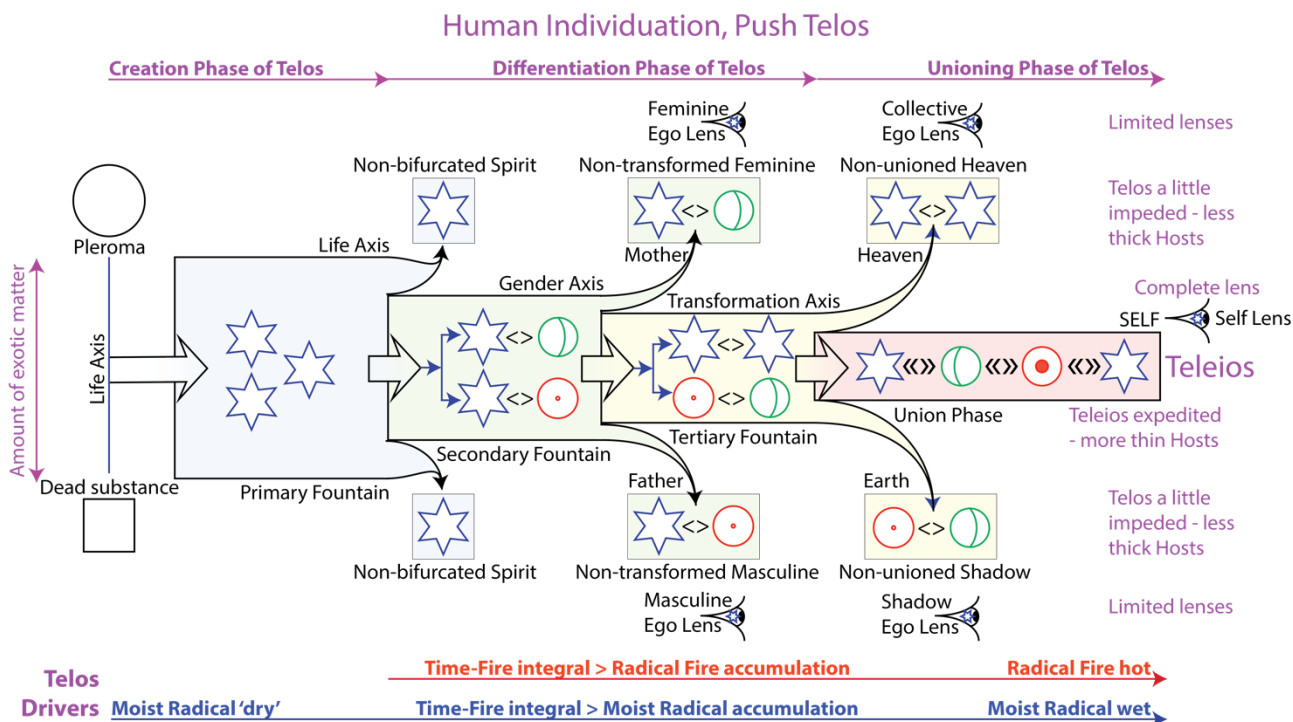 Human Individuation, Push Telos
Creation Phase of Telos
Differentiation Phase of Telos
Unioning Phase of Telos
Feminine
Ego Lens
Collective
Ego Lens
Limited lenses
Non-bifurcated Spirit
Non-transformed Feminine
<>
Non-unioned Heaven
<>
Telos a little
impeded - less
thick Hosts
Pleroma
Life Axis
Mother
Heaven
Gender Axis
Transformation Axis
Complete lens
SELF
Self Lens
Amount of exotic matter
Life Axis
<>
<>
<>
<>
«» «» «»
Teleios
Union Phase
Teleios expedited
- more thin Hosts
Tertiary Fountain
Secondary Fountain
Primary Fountain
Dead substance
Father
Earth
<>
<>
Telos a little
impeded - less
thick Hosts
Non-bifurcated Spirit
Non-transformed Masculine
Non-unioned Shadow
Masculine
Ego Lens
Shadow
Ego Lens
Limited lenses
Telos
Drivers
Time-Fire integral > Radical Fire accumulation
Radical Fire hot
Moist Radical ‘dry’
Time-Fire integral > Moist Radical accumulation
Moist Radical wet